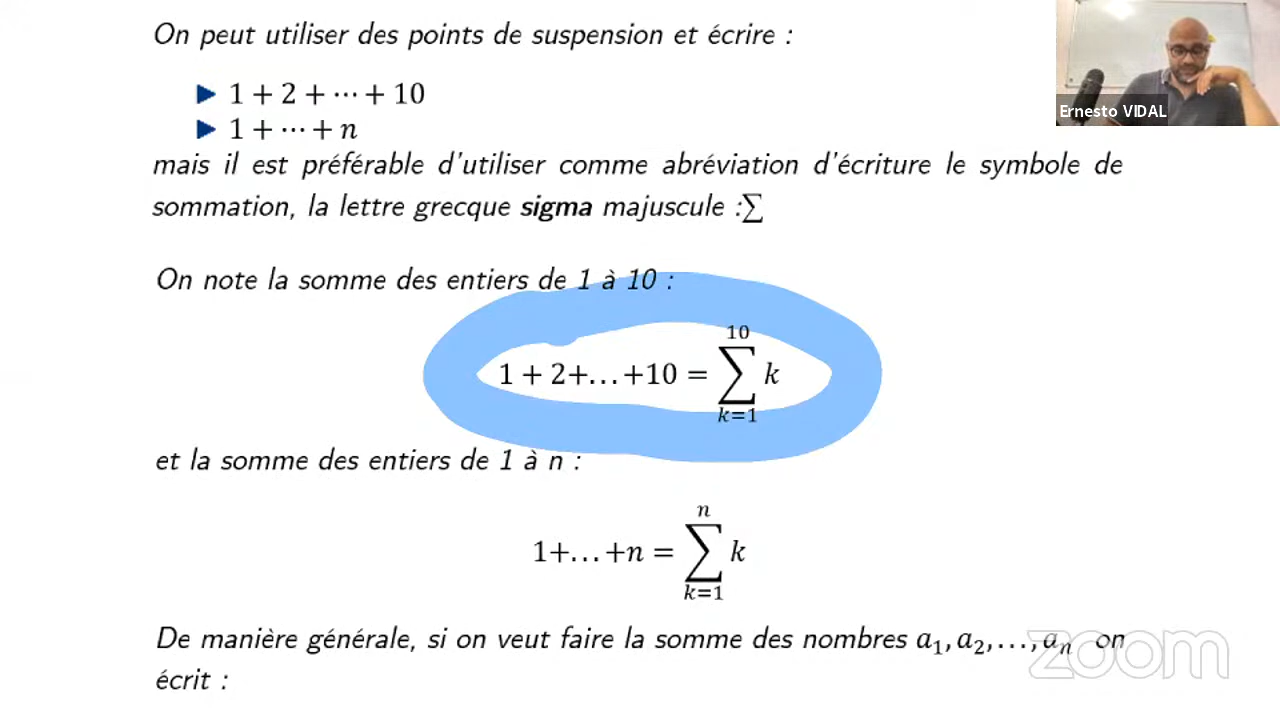 On peut utiliser des points de suspension et écrire :
1 + 2 + ⋯ + 10
1 + ⋯ + n
mais il est préférable d'utiliser comme abréviation d'écriture le symbole de
sommation, la lettre grecque sigma majuscule :∑
On note la somme des entiers de 1 à 10 :
10
1 + 2+…+10 = ∑ k
k=1
et la somme des entiers de 1 à n :
n
1+…+n = ∑ k
k=1
De manière générale, si on veut faire la somme des nombres a₁, a₂, …, aₙ on
écrit :
Ernesto VIDAL
zoom